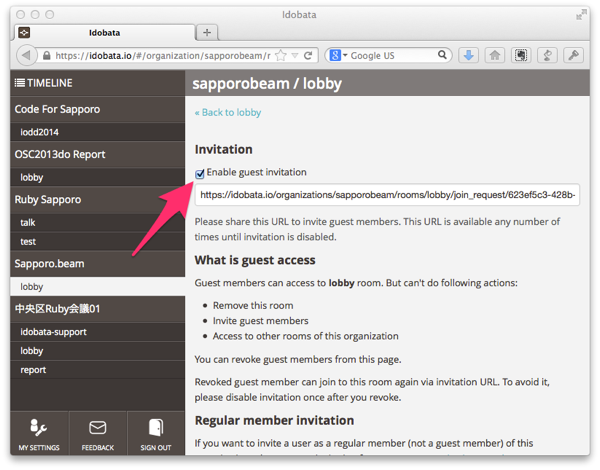 Idobata
Idobata
https://idobata.io/#/organization/sapporobeam/r
Google US
TIMELINE
Code For Sapporo
iodd2014
OSC2013do Report
lobby
Ruby Sapporo
talk
test
Sapporo.beam
lobby
中央区Ruby会議01
idobata-support
lobby
report
MY SETTINGS
FEEDBACK
SIGN OUT
sapporobeam / lobby
« Back to lobby
Invitation
Enable guest invitation
https://idobata.io/organizations/sapporobeam/rooms/lobby/join_request/623ef5c3-428b-
Please share this URL to invite guest members. This URL is available any number of
times until invitation is disabled.
What is guest access
Guest members can access to lobby room. But can't do following actions:
• Remove this room
• Invite guest members
• Access to other rooms of this organization
You can revoke guest members from this page.
Revoked guest member can join to this room again via invitation URL. To avoid it,
please disable invitation once after you revoke.
Regular member invitation
If you want to invite a user as a regular member (not a guest member) of this